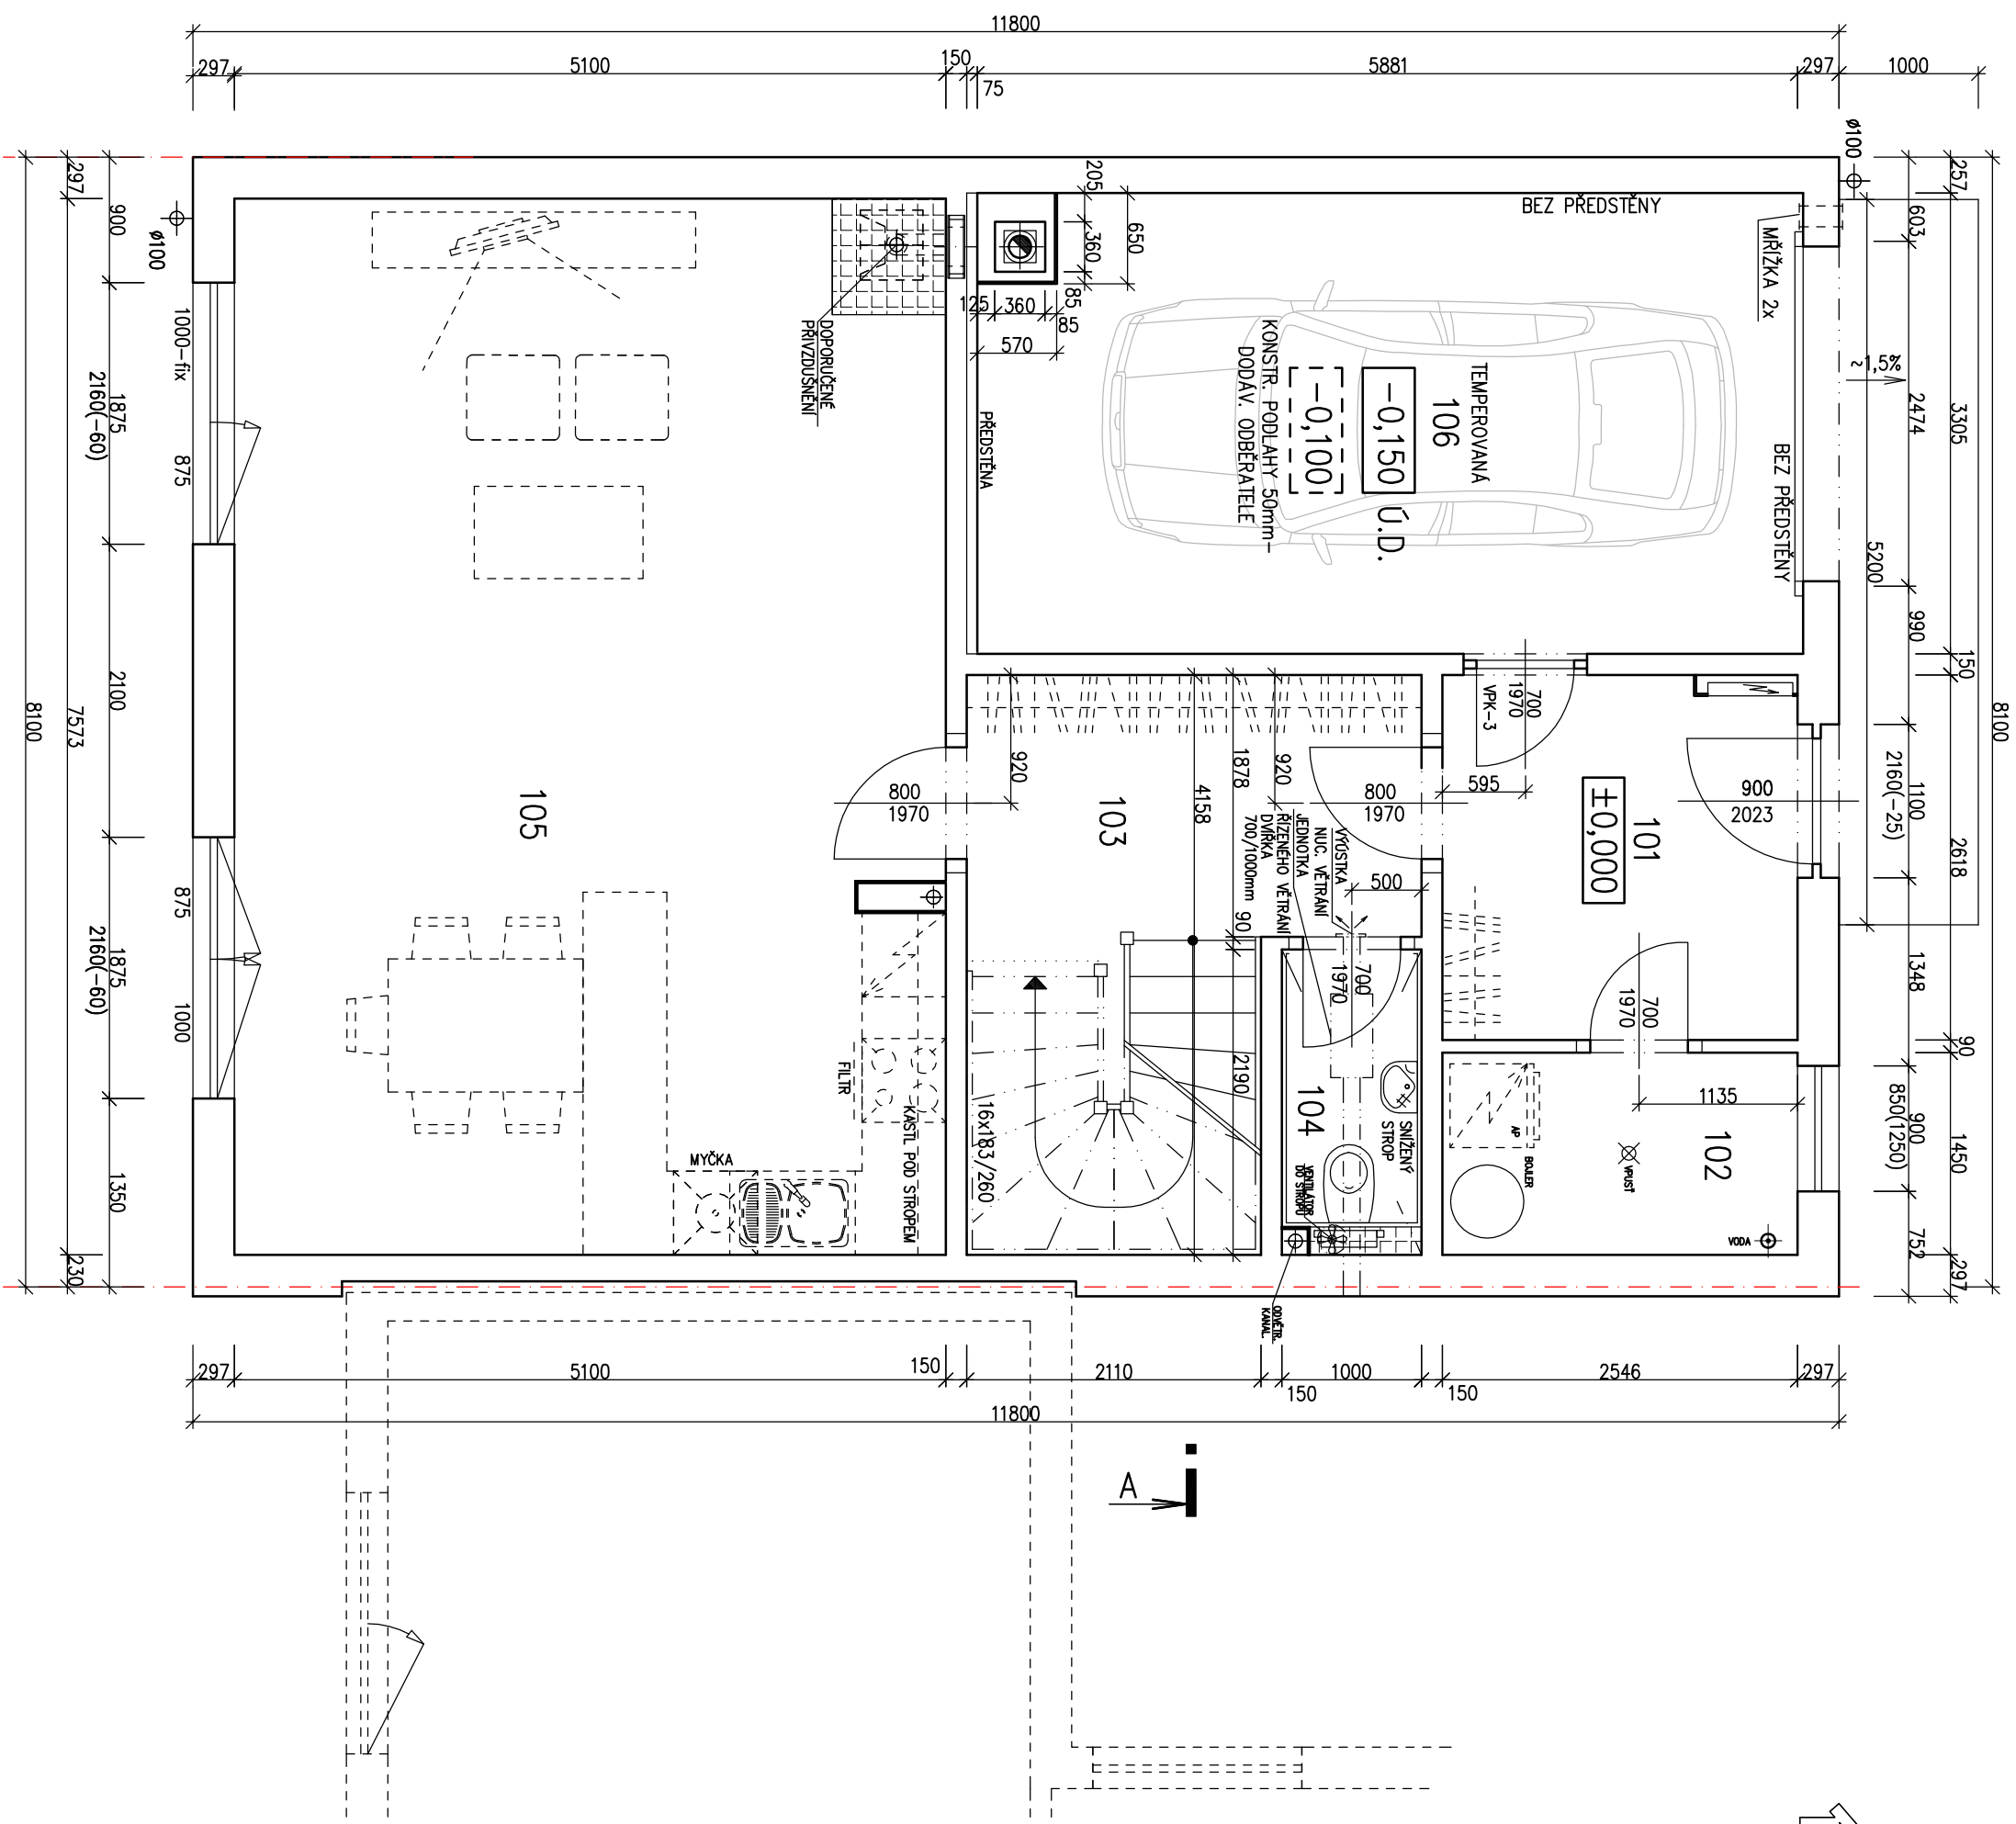 11800
297
5100
150
75
5881
297
1000
ø100
ø100
297
900
1000-fix
1875
2160(-60)
875
2100
7573
8100
875
1875
2160(-60)
1000
1350
230
257
603
~1,5%
2474
3305
5200
990
150
8100
1100
2160(-25)
2618
1348
90
900
850(1250)
1450
752
297
BEZ PŘEDSTĚNY
MŘÍŽKA 2x
BEZ PŘEDSTĚNY
205
360
650
85
125
360
85
570
DOPORUČENÉ
PŘIVZDUŠNĚNÍ
PŘEDSTĚNA
TEMPEROVANÁ
106
-0,150
Ú.D.
-0,100
KONSTR. PODLAHY 50mm-
DODÁV. ODBĚRATELE
700
1970
VPK-3
595
900
2023
101
±0,000
800
1970
920
1878
4158
920
103
800
1970
105
VÝÚSTKA
NUC. VĚTRÁNÍ
JEDNOTKA
ŘÍZENÉHO VĚTRÁNÍ
DVÍŘKA
700/1000mm
90
500
700
1970
700
1970
1135
2190
104
SNÍŽENÝ
STROP
102
AP
BOJLER
VPUSŤ
VODA
VENTILÁTOR
DO STROPU
ODVĚTR.
KANAL.
16x183/260
FILTR
KASTL POD STROPEM
MYČKA
297
5100
150
2110
150
1000
150
2546
297
11800
A